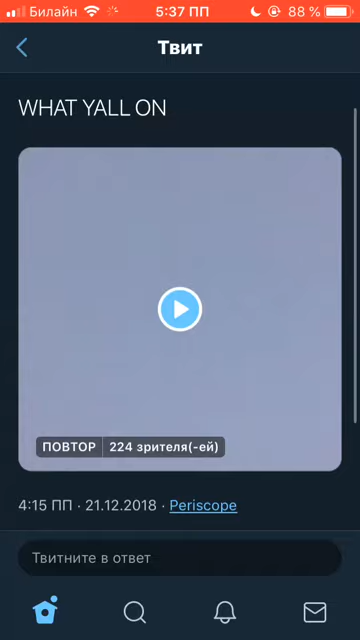 Билайн 5:37 ПП 88 %
Твит
WHAT YALL ON
ПОВТОР 224 зрителя(-ей)
4:15 ПП · 21.12.2018 · Periscope
Твитните в ответ